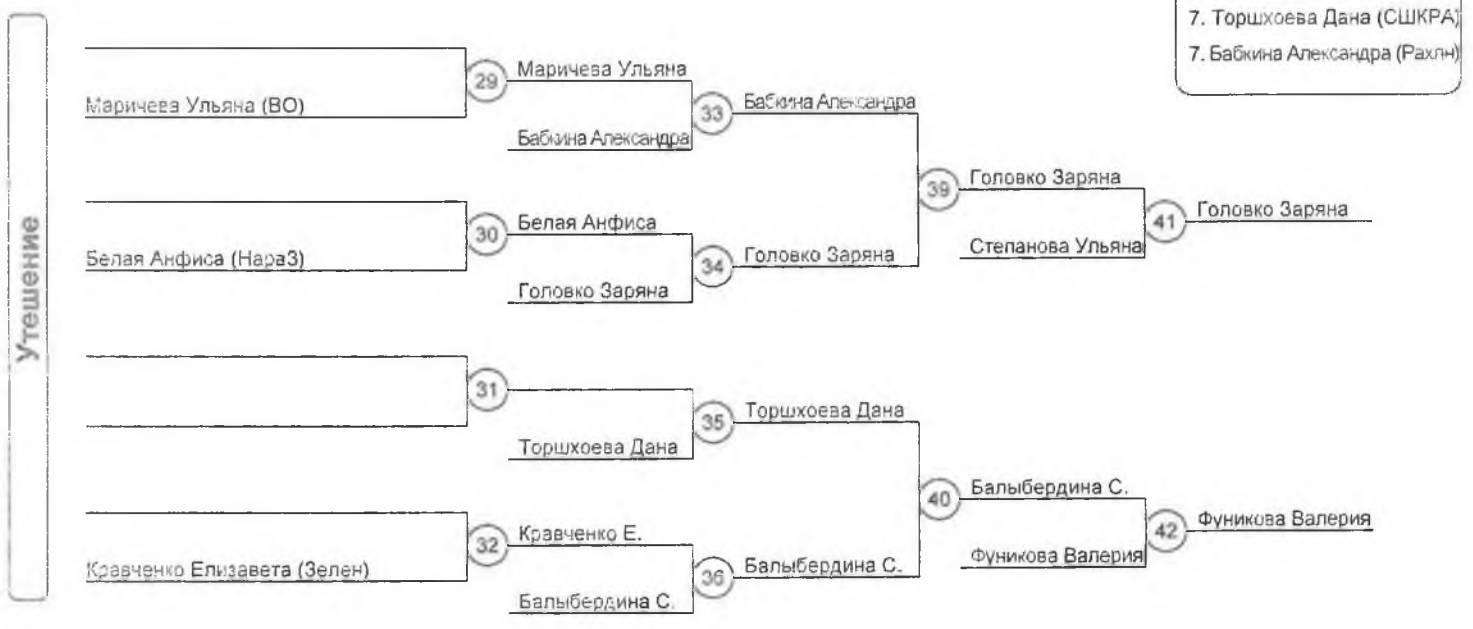 7. Торшхоева Дана (СШКРА)
7. Бабкина Александра (Рахлн)
Утешение
29
Маричева Ульяна
Маричева Ульяна (ВО)
33
Бабкина Александра
Бабкина Александра
39
Головко Заряна
30
Белая Анфиса
Белая Анфиса (Нара3)
34
Головко Заряна
Головко Заряна
Степанова Ульяна
41
Головко Заряна
31
35
Торшхоева Дана
Торшхоева Дана
40
Балыбердина С.
32
Кравченко Е.
Кравченко Елизавета (Зелен)
36
Балыбердина С.
Балыбердина С.
Фуникова Валерия
42
Фуникова Валерия